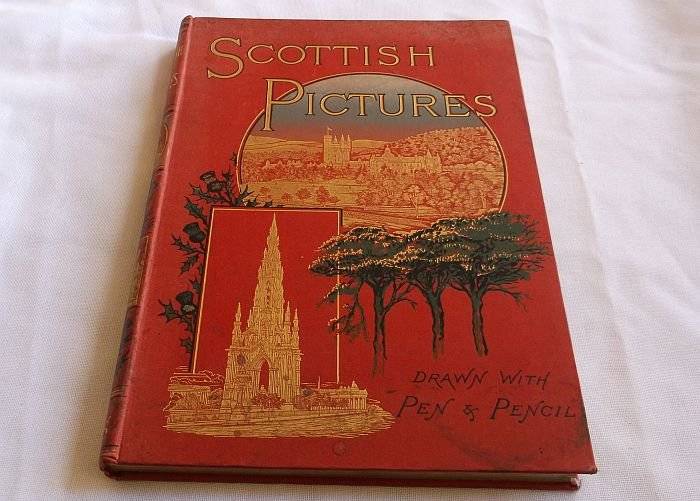 SCOTTISH
PICTURES
DRAWN WITH
PEN & PENCIL